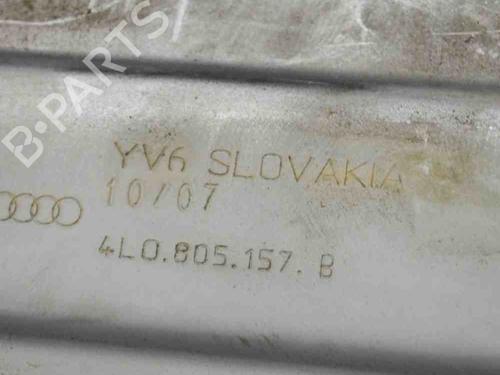 B-PARTS
YV6 SLOVAKIA
10/07
4L0.805.157. B